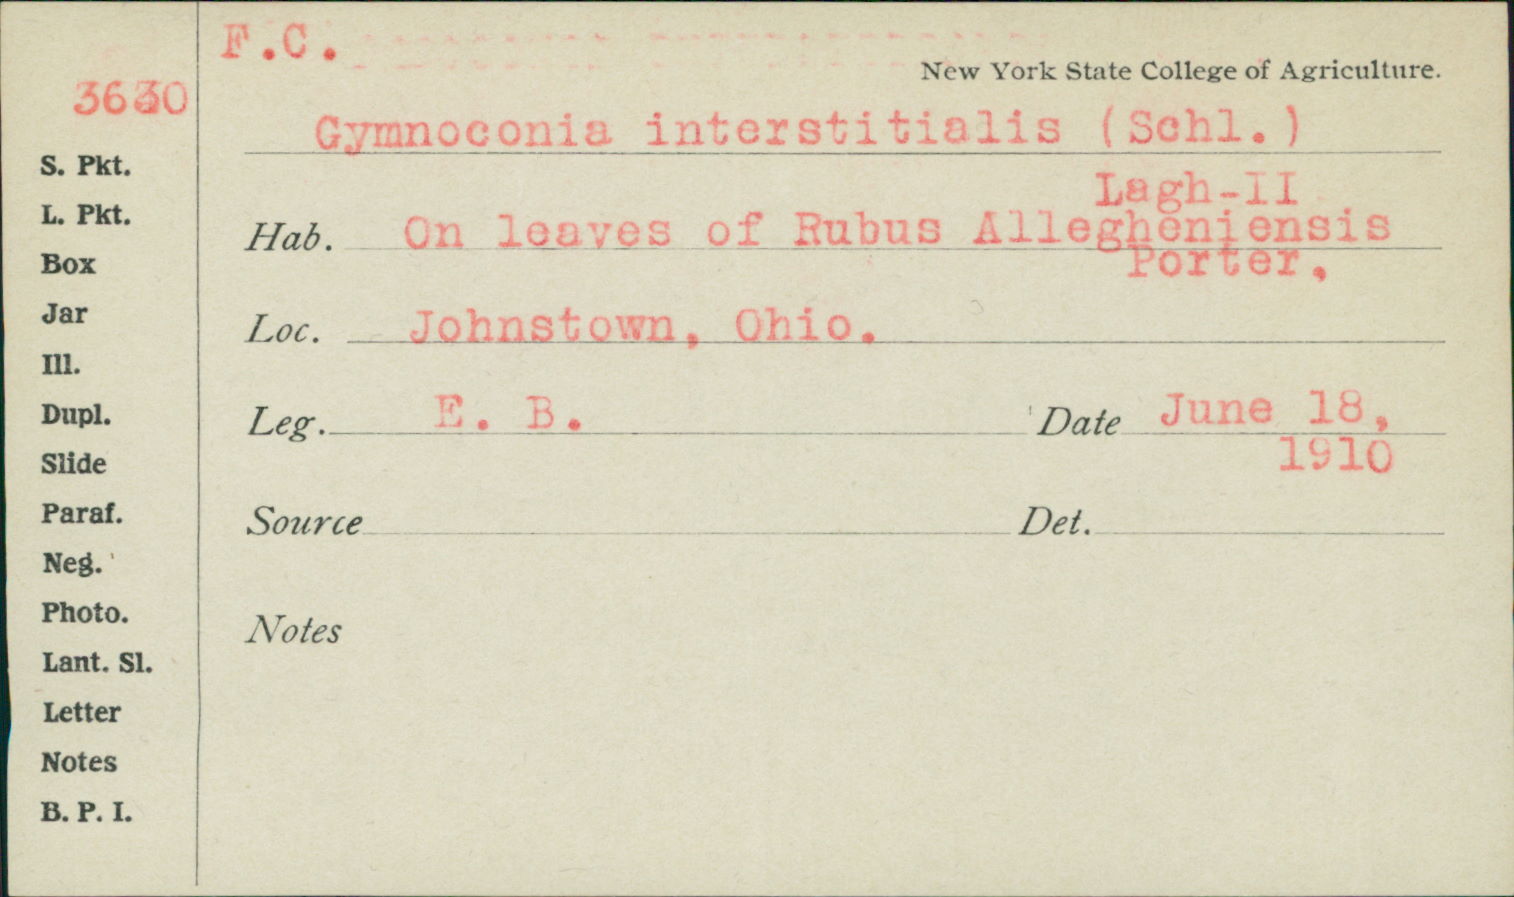 F.C.
New York State College of Agriculture.
3630
Gymnoconia interstitialis (Schl.)
Lagh-II
Hab. On leaves of Rubus Allegheniensis
Porter.
Loc. Johnstown, Ohio.
Leg. E. B. Date June 18,
1910
Source Det.
Notes
S. Pkt.
L. Pkt.
Box
Jar
Ill.
Dupl.
Slide
Paraf.
Neg.
Photo.
Lant. Sl.
Letter
Notes
B. P. I.